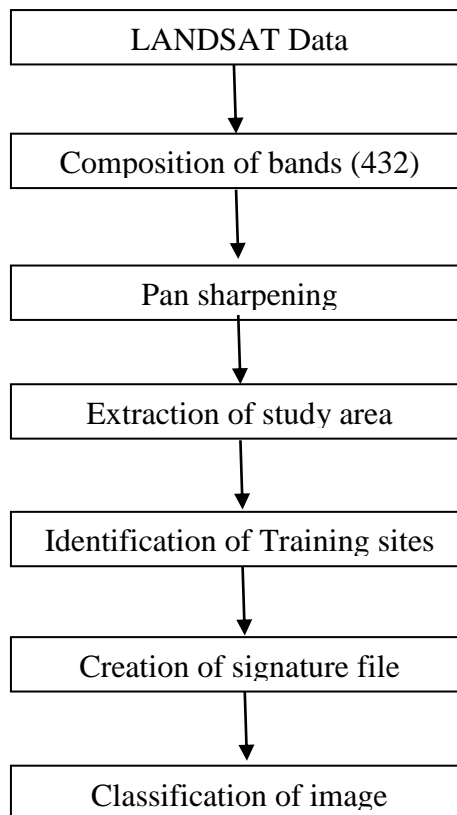 LANDSAT Data
Composition of bands (432)
Pan sharpening
Extraction of study area
Identification of Training sites
Creation of signature file
Classification of image